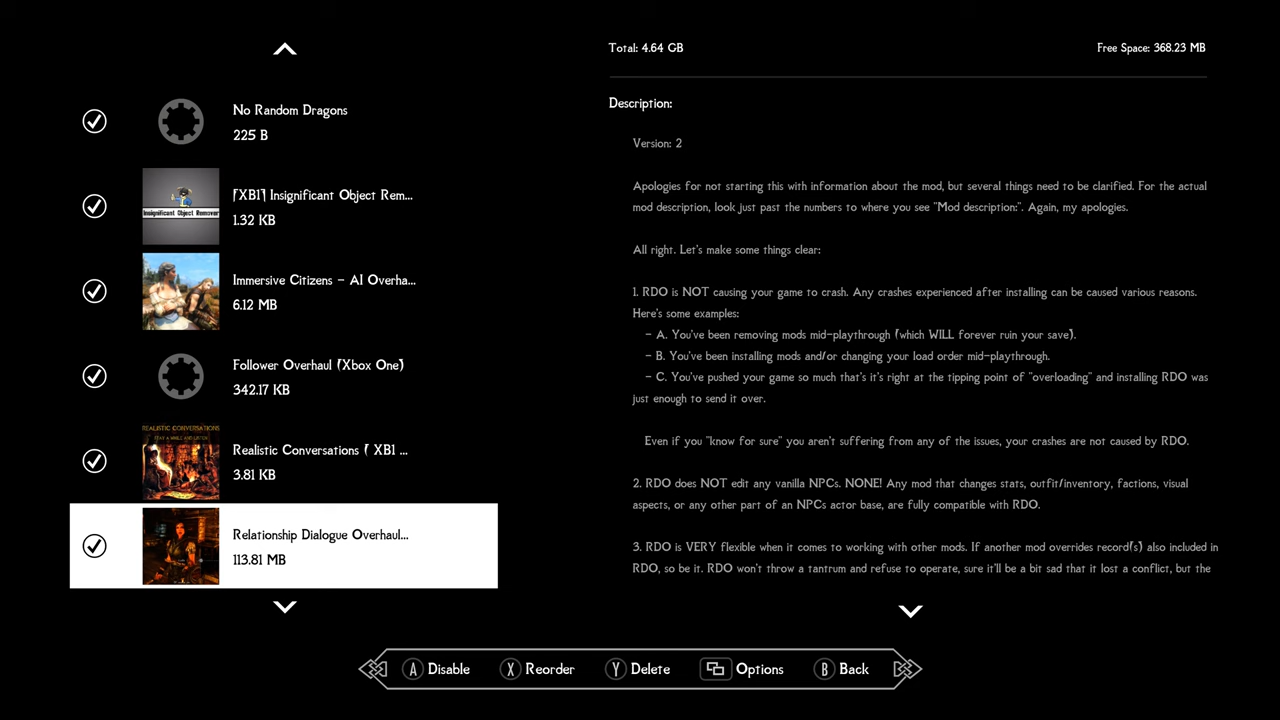 Total: 4.64 GB
Free Space: 368.23 MB
No Random Dragons
225 B
[XB1] Insignificant Object Rem...
1.32 KB
Insignificant Object Remover
Immersive Citizens - AI Overha...
6.12 MB
Follower Overhaul (Xbox One)
342.17 KB
REALISTIC CONVERSATIONS
STAY A WHILE AND LISTEN
Realistic Conversations ( XB1 ...
3.81 KB
Relationship Dialogue Overhaul...
113.81 MB
Description:
Version: 2
Apologies for not starting this with information about the mod, but several things need to be clarified. For the actual
mod description, look just past the numbers to where you see "Mod description:". Again, my apologies.
All right. Let's make some things clear:
1. RDO is NOT causing your game to crash. Any crashes experienced after installing can be caused various reasons.
Here's some examples:
- A. You've been removing mods mid-playthrough (which WILL forever ruin your save).
- B. You've been installing mods and/or changing your load order mid-playthrough.
- C. You've pushed your game so much that's it's right at the tipping point of "overloading" and installing RDO was
just enough to send it over.
Even if you "know for sure" you aren't suffering from any of the issues, your crashes are not caused by RDO.
2. RDO does NOT edit any vanilla NPCs. NONE! Any mod that changes stats, outfit/inventory, factions, visual
aspects, or any other part of an NPCs actor base, are fully compatible with RDO.
3. RDO is VERY flexible when it comes to working with other mods. If another mod overrides record(s) also included in
RDO, so be it. RDO won't throw a tantrum and refuse to operate, sure it'll be a bit sad that it lost a conflict, but the
A Disable X Reorder Y Delete Options B Back